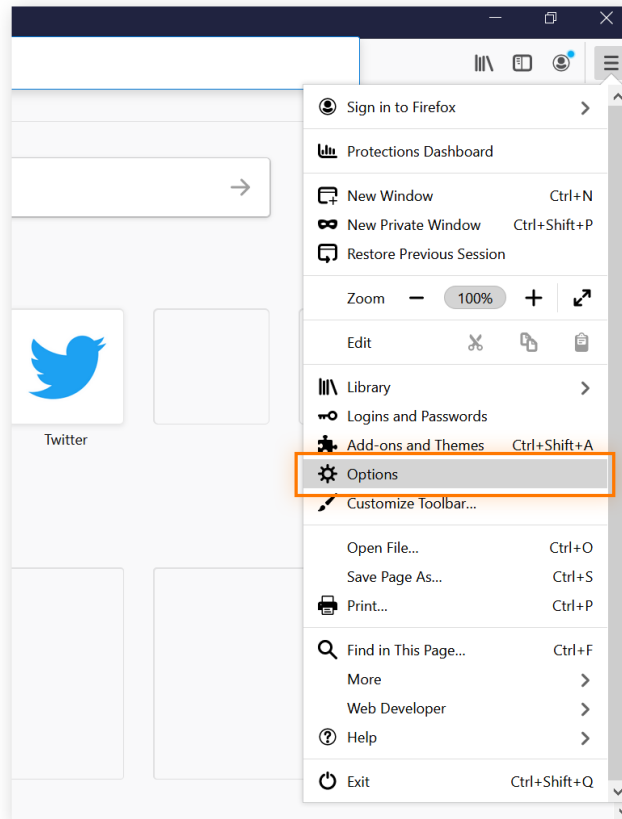 Sign in to Firefox
Protections Dashboard
New Window Ctrl+N
New Private Window Ctrl+Shift+P
Restore Previous Session
Zoom 100%
Edit
Twitter
Library
Logins and Passwords
Add-ons and Themes Ctrl+Shift+A
Options
Customize Toolbar...
Open File... Ctrl+O
Save Page As... Ctrl+S
Print... Ctrl+P
Find in This Page... Ctrl+F
More
Web Developer
Help
Exit Ctrl+Shift+Q